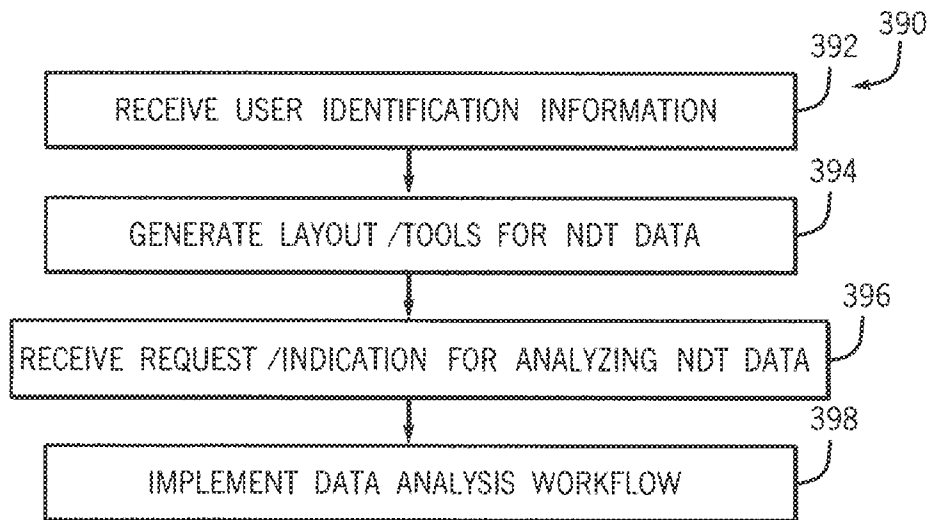 390
392
RECEIVE USER IDENTIFICATION INFORMATION
394
GENERATE LAYOUT /TOOLS FOR NDT DATA
396
RECEIVE REQUEST /INDICATION FOR ANALYZING NDT DATA
398
IMPLEMENT DATA ANALYSIS WORKFLOW